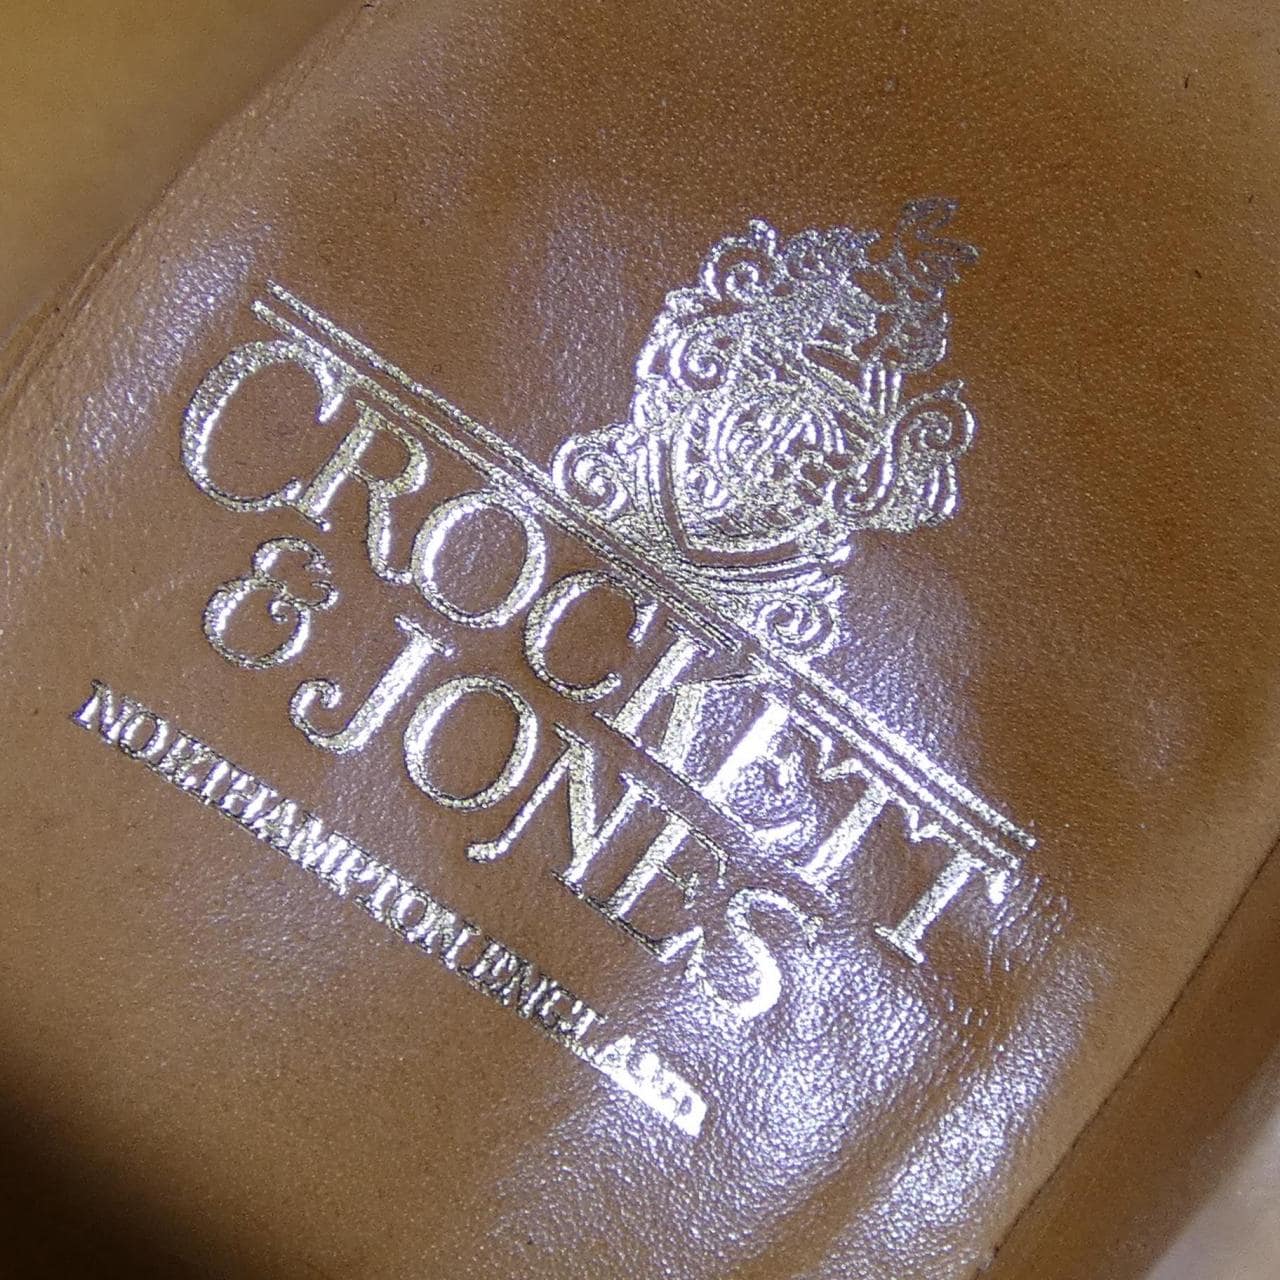 CROCKETT
& JONES
NORTHAMPTON, ENGLAND